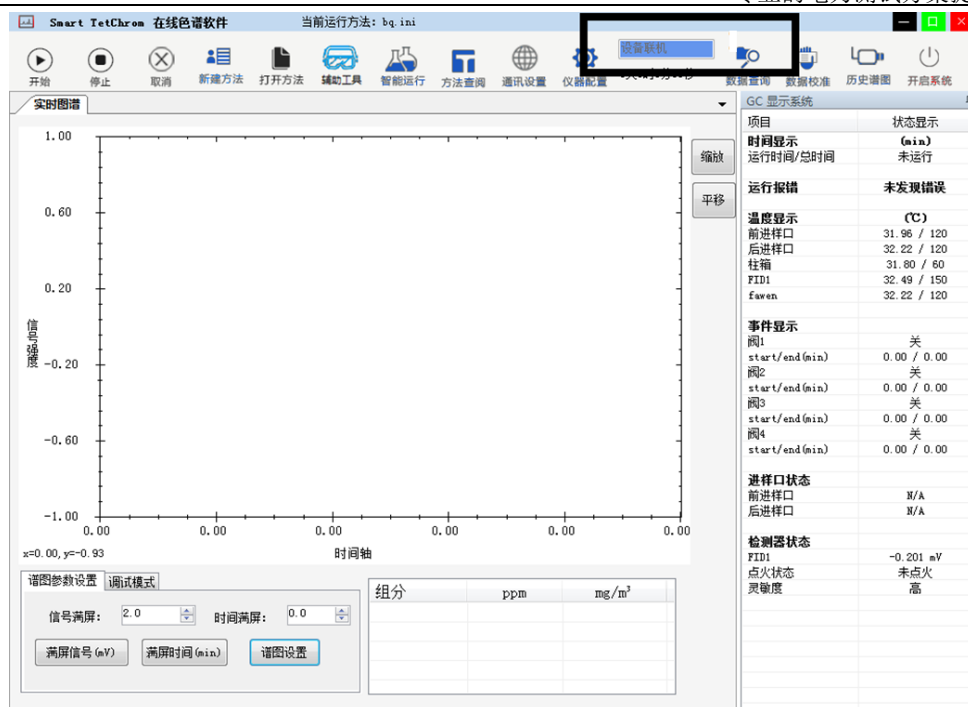 Smart TetChrom 在线色谱软件 当前运行方法: bq.ini
设备联机
开始 停止 取消 新建方法 打开方法 辅助工具 智能运行 方法查阅 通讯设置 仪器配置 数据查询 数据校准 历史谱图 开启系统
实时图谱
GC 显示系统
项目 状态显示
时间显示 (min)
运行时间/总时间 未运行
运行报错 未发现错误
温度显示 (℃)
前进样口 31.96 / 120
后进样口 32.22 / 120
柱箱 31.80 / 60
FID1 32.49 / 150
fawen 32.22 / 120
事件显示
阀1 关
start/end(min) 0.00 / 0.00
阀2 关
start/end(min) 0.00 / 0.00
阀3 关
start/end(min) 0.00 / 0.00
阀4 关
start/end(min) 0.00 / 0.00
进样口状态
前进样口 N/A
后进样口 N/A
检测器状态
FID1 -0.201 mV
点火状态 未点火
灵敏度 高
缩放
平移
1.00
0.60
0.20
-0.20
-0.60
-1.00
信号强度
0.00 0.00 0.00 0.00 0.00 0.00
x=0.00, y=-0.93 时间轴
谱图参数设置 调试模式
信号满屏: 2.0 时间满屏: 0.0
满屏信号(mV) 满屏时间(min) 谱图设置
组分 ppm mg/m³